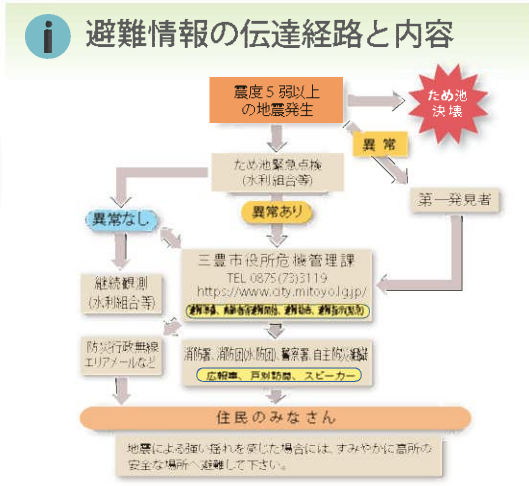 i 避難情報の伝達経路と内容
震度5弱以上
の地震発生
ため池
決壊
異常
ため池緊急点検
(水利組合等)
第一発見者
異常なし
異常あり
三豊市役所危機管理課
TEL 0875(73)3119
https://www.city.mitoyo.lg.jp/
継続観測
(水利組合等)
防災行政無線
エリアメールなど
消防署、消防団(水防団)、警察署、自主防災組織
広報車、戸別訪問、スピーカー
住民のみなさん
地震による強い揺れを感じた場合には、すみやかに高所の
安全な場所へ避難して下さい。